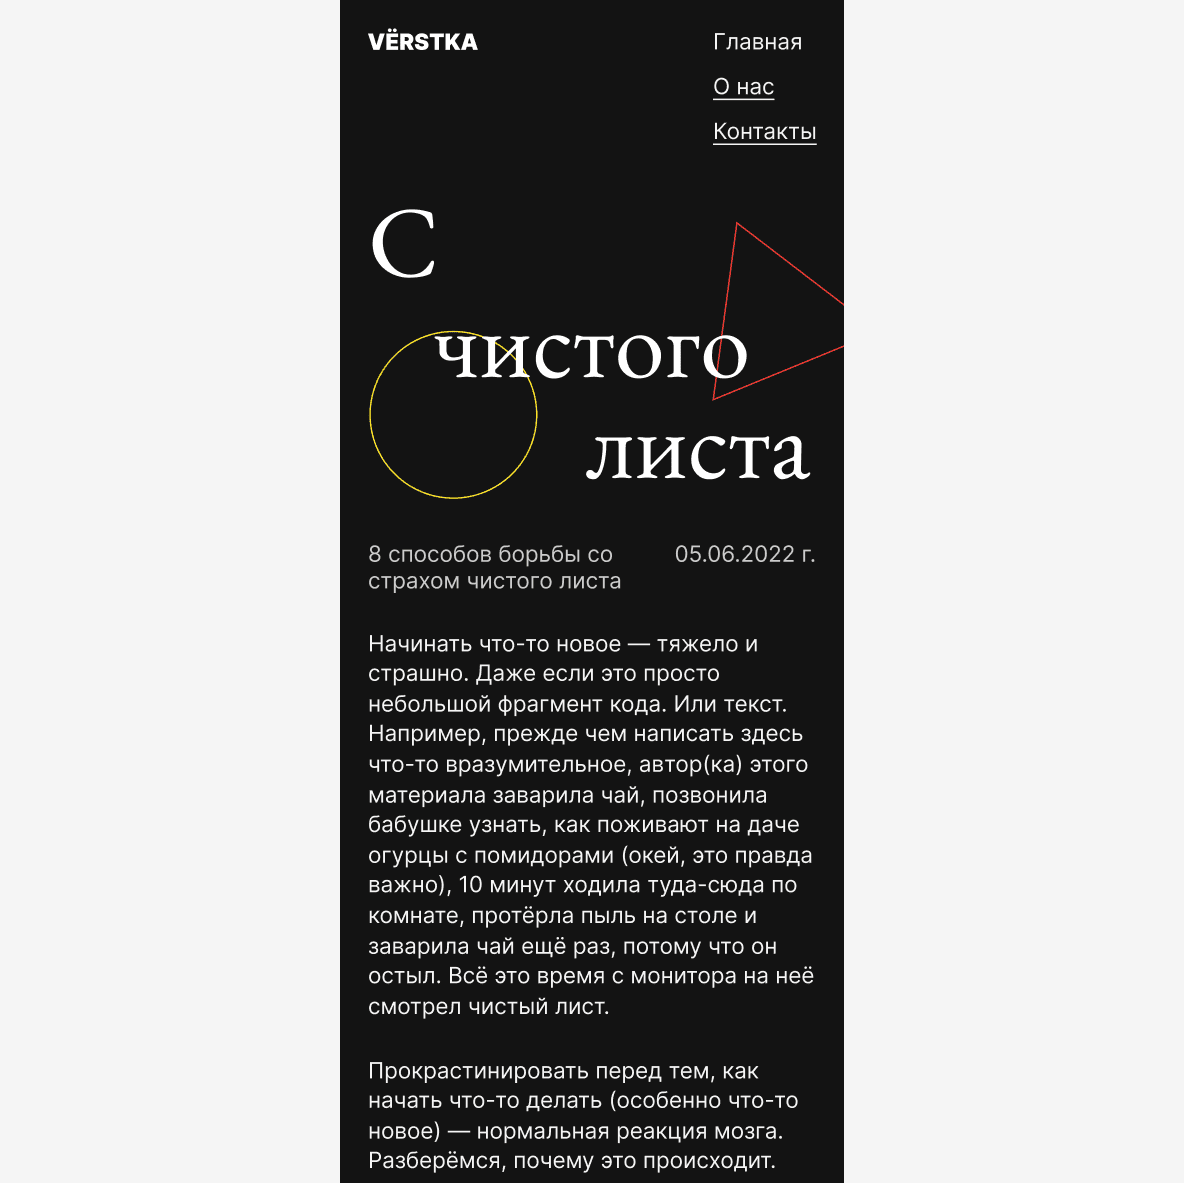 VЁRSTKA
Главная
О нас
Контакты
С
чистого
листа
8 способов борьбы со
страхом чистого листа
05.06.2022 г.
Начинать что-то новое — тяжело и
страшно. Даже если это просто
небольшой фрагмент кода. Или текст.
Например, прежде чем написать здесь
что-то вразумительное, автор(ка) этого
материала заварила чай, позвонила
бабушке узнать, как поживают на даче
огурцы с помидорами (окей, это правда
важно), 10 минут ходила туда-сюда по
комнате, протёрла пыль на столе и
заварила чай ещё раз, потому что он
остыл. Всё это время с монитора на неё
смотрел чистый лист.
Прокрастинировать перед тем, как
начать что-то делать (особенно что-то
новое) — нормальная реакция мозга.
Разберёмся, почему это происходит.